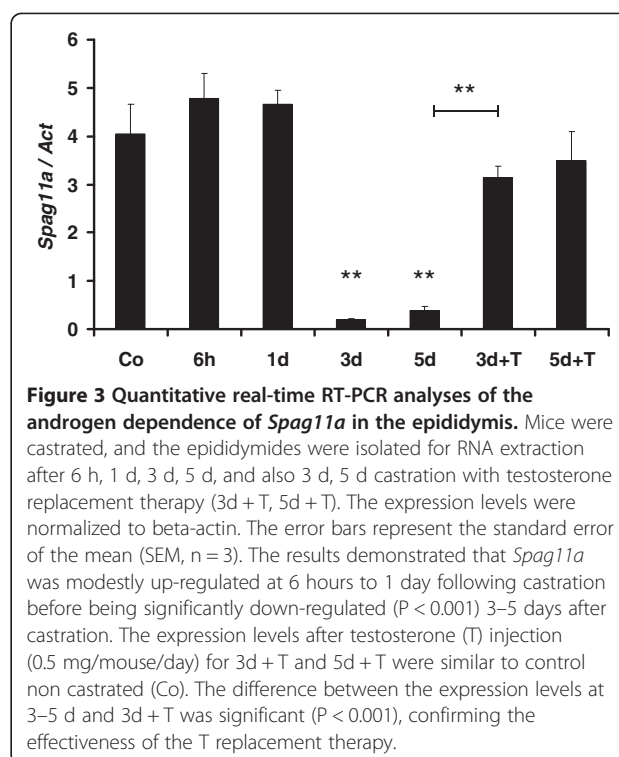 6
5
4
3
2
1
0
Spag11a / Act
**
**
**
Co 6h 1d 3d 5d 3d+T 5d+T
Figure 3 Quantitative real-time RT-PCR analyses of the
androgen dependence of Spag11a in the epididymis. Mice were
castrated, and the epididymides were isolated for RNA extraction
after 6 h, 1 d, 3 d, 5 d, and also 3 d, 5 d castration with testosterone
replacement therapy (3d + T, 5d + T). The expression levels were
normalized to beta-actin. The error bars represent the standard error
of the mean (SEM, n = 3). The results demonstrated that Spag11a
was modestly up-regulated at 6 hours to 1 day following castration
before being significantly down-regulated (P < 0.001) 3–5 days after
castration. The expression levels after testosterone (T) injection
(0.5 mg/mouse/day) for 3d + T and 5d + T were similar to control
non castrated (Co). The difference between the expression levels at
3–5 d and 3d + T was significant (P < 0.001), confirming the
effectiveness of the T replacement therapy.